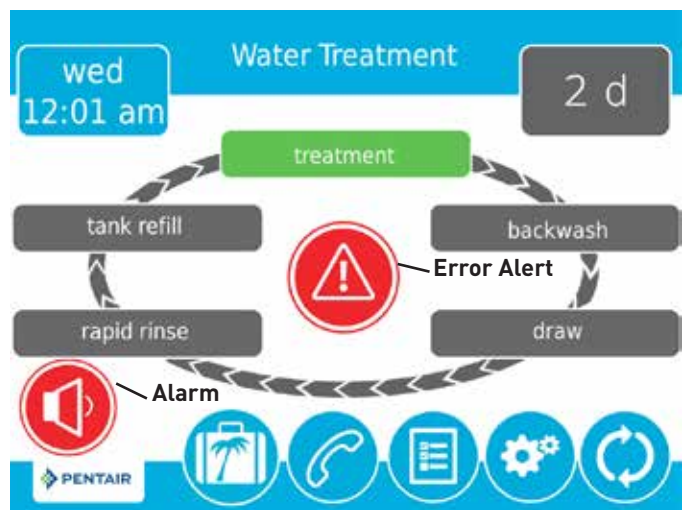 Water Treatment
wed
12:01 am
2 d
treatment
tank refill
backwash
Error Alert
rapid rinse
draw
Alarm
PENTAIR